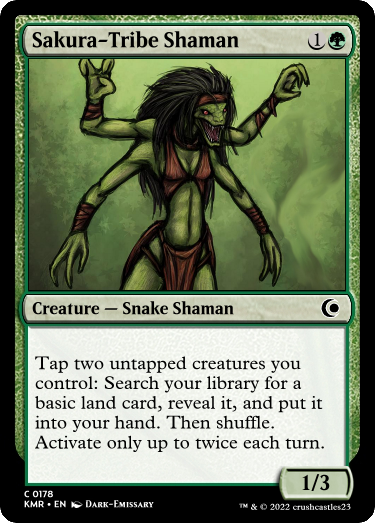 Sakura-Tribe Shaman 1
Creature — Snake Shaman
Tap two untapped creatures you
control: Search your library for a
basic land card, reveal it, and put it
into your hand. Then shuffle.
Activate only up to twice each turn.
1/3
C 0178
KMR • EN Dark-Emissary
™ & © 2022 crushcastles23